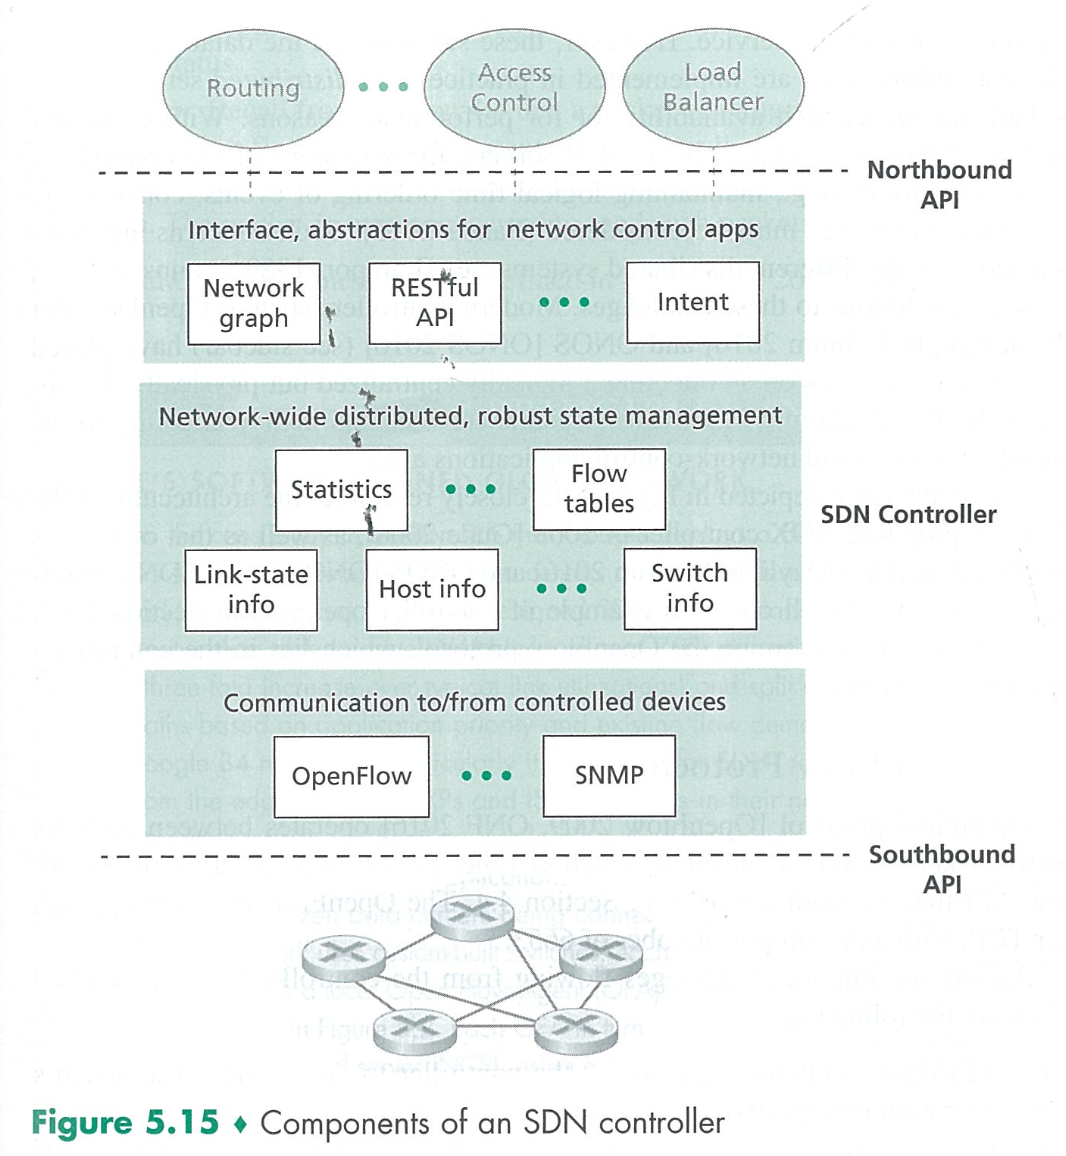 Routing
Access
Control
Load
Balancer
Northbound
API
Interface, abstractions for network control apps
Network
graph
RESTful
API
Intent
Network-wide distributed, robust state management
Statistics
Flow
tables
Link-state
info
Host info
Switch
info
SDN Controller
Communication to/from controlled devices
OpenFlow
SNMP
Southbound
API
Figure 5.15 ♦ Components of an SDN controller